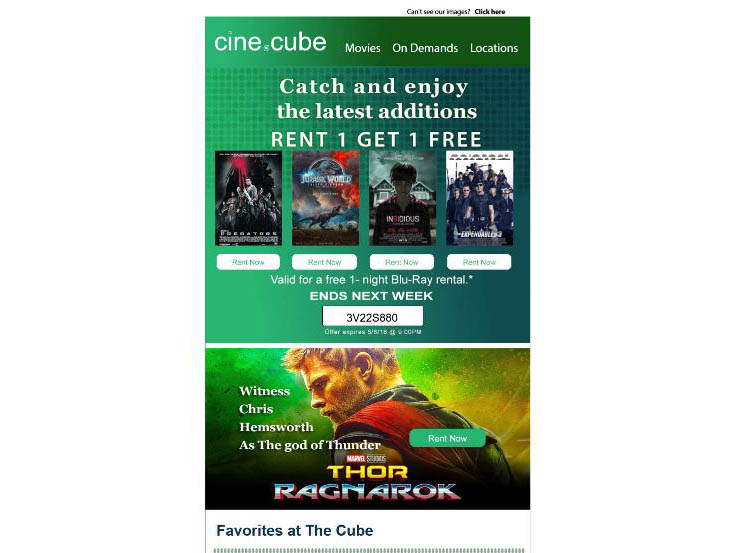 Can't see our images? Click here
cine cube
Movies On Demands Locations
Catch and enjoy
the latest additions
RENT 1 GET 1 FREE
PREDATORS
JURASSIC WORLD
INSIDIOUS
EXPENDABLES 3
Rent Now Rent Now Rent Now Rent Now
Valid for a free 1- night Blu-Ray rental.*
ENDS NEXT WEEK
3V22S880
Offer expires 5/8/18 @ 9:00PM
Witness
Chris
Hemsworth
As The god of Thunder
Rent Now
MARVEL STUDIOS
THOR
RAGNAROK
Favorites at The Cube